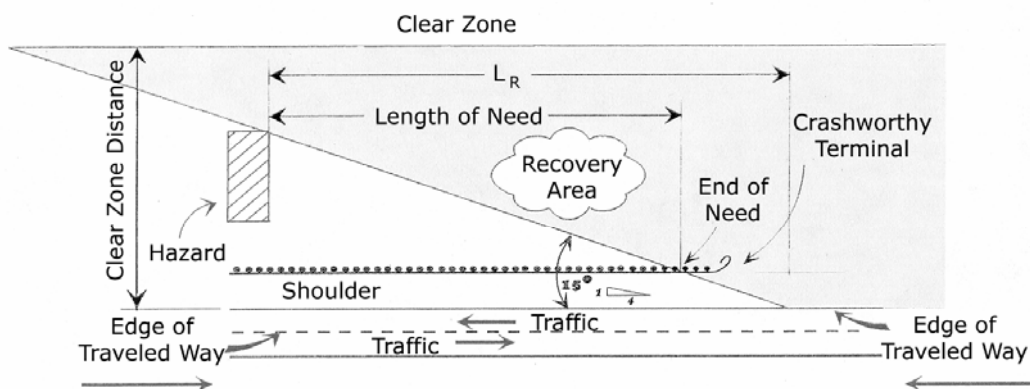 Clear Zone
Clear Zone Distance
L R
Length of Need
Crashworthy
Terminal
Recovery
Area
End of
Need
Hazard
15°
1
4
Shoulder
Edge of
Traveled Way
Traffic
Traffic
Edge of
Traveled Way